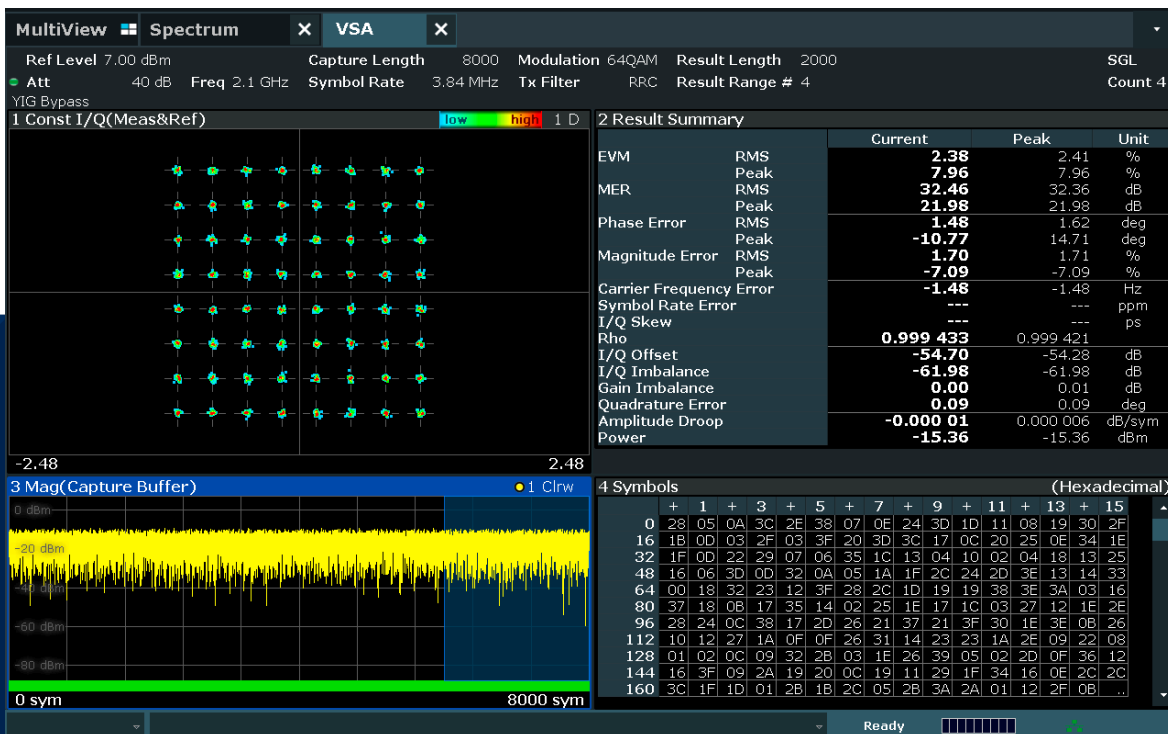 MultiView Spectrum X VSA X
Ref Level 7.00 dBm Capture Length 8000 Modulation 64QAM Result Length 2000 SGL
Att 40 dB Freq 2.1 GHz Symbol Rate 3.84 MHz Tx Filter RRC Result Range # 4 Count 4
YIG Bypass
1 Const I/Q(Meas&Ref) low high 1 D
-2.48 2.48
2 Result Summary
Current Peak Unit
EVM RMS 2.38 2.41 %
Peak 7.96 7.96 %
MER RMS 32.46 32.36 dB
Peak 21.98 21.98 dB
Phase Error RMS 1.48 1.62 deg
Peak -10.77 14.71 deg
Magnitude Error RMS 1.70 1.71 %
Peak -7.09 -7.09 %
Carrier Frequency Error -1.48 -1.48 Hz
Symbol Rate Error --- --- ppm
I/Q Skew --- --- ps
Rho 0.999 433 0.999 421
I/Q Offset -54.70 -54.28 dB
I/Q Imbalance -61.98 -61.98 dB
Gain Imbalance 0.00 0.01 dB
Quadrature Error 0.09 0.09 deg
Amplitude Droop -0.000 01 0.000 006 dB/sym
Power -15.36 -15.36 dBm
3 Mag(Capture Buffer) 1 Clrw
0 dBm
-20 dBm
-40 dBm
-60 dBm
-80 dBm
0 sym 8000 sym
4 Symbols (Hexadecimal)
+ 1 + 3 + 5 + 7 + 9 + 11 + 13 + 15
0 28 05 0A 3C 2E 38 07 0E 24 3D 1D 11 08 19 30 2F
16 1B 0D 03 2F 03 3F 20 3D 3C 17 0C 20 25 0E 34 1E
32 1F 0D 22 29 07 06 35 1C 13 04 10 02 04 18 13 25
48 16 06 3D 0D 32 0A 05 1A 1F 2C 24 2D 3E 13 14 33
64 00 18 32 23 12 3F 28 2C 1D 19 19 38 3E 3A 03 16
80 37 18 0B 17 35 14 02 25 1E 17 1C 03 27 12 1E 2E
96 28 24 0C 38 17 2D 26 21 37 21 3F 30 1E 3E 0B 26
112 10 12 27 1A 0F 0F 26 31 14 23 23 1A 2E 09 22 08
128 01 02 0C 09 32 2B 03 1E 26 39 05 02 2D 0F 36 12
144 16 3F 09 2A 19 20 0C 19 11 29 1F 34 16 0E 2C 2C
160 3C 1F 1D 01 2B 1B 2C 05 2B 3A 2A 01 12 2F 0B ..
Ready